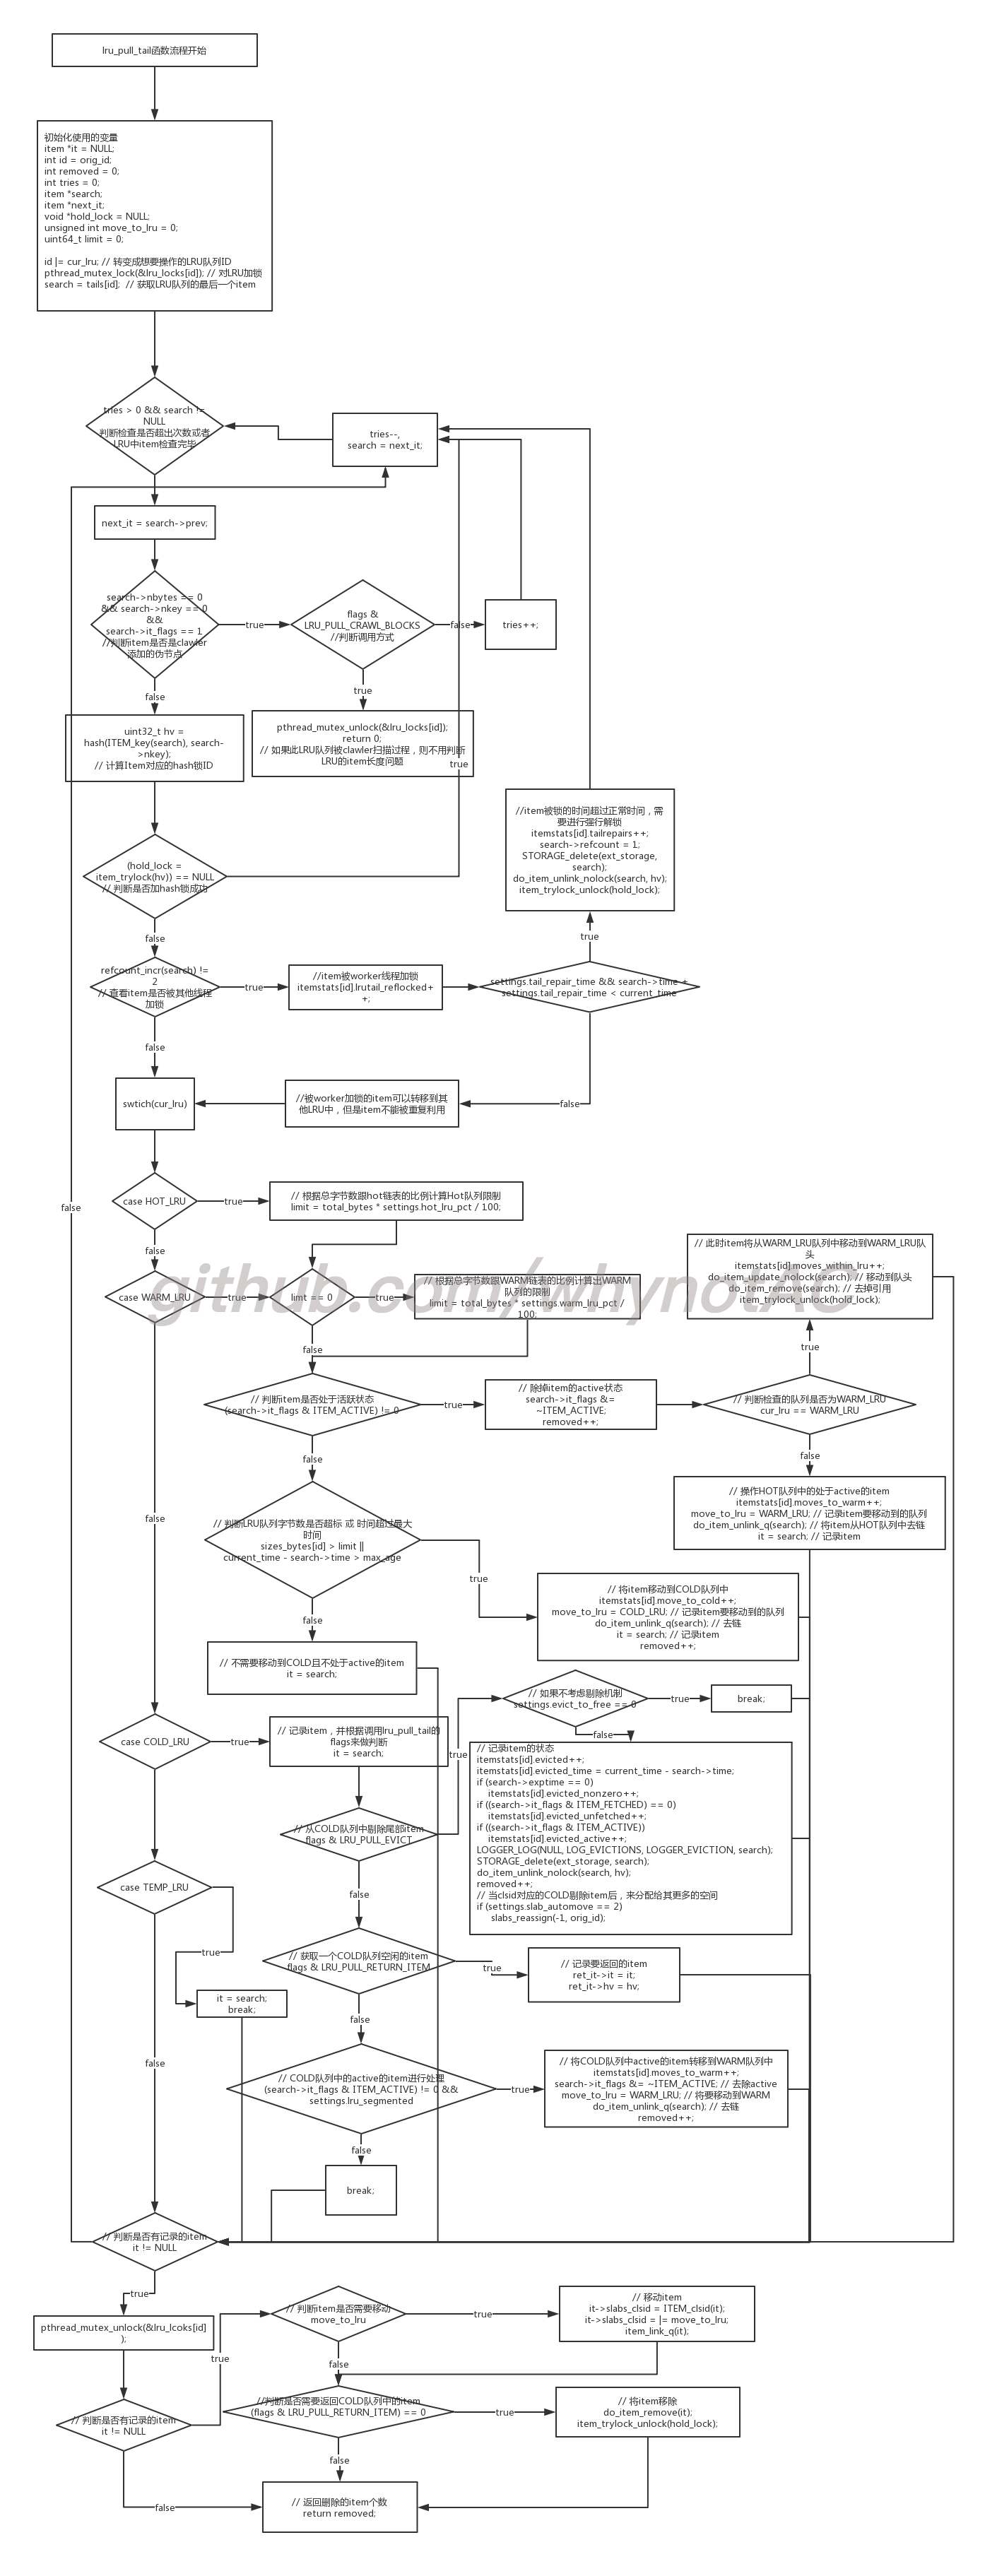 lru_pull_tail函数流程开始
初始化使用的变量
item *it = NULL;
int id = orig_id;
int removed = 0;
int tries = 0;
item *search;
item *next_it;
void *hold_lock = NULL;
unsigned int move_to_lru = 0;
uint64_t limit = 0;
id |= cur_lru; // 转变成想要操作的LRU队列ID
pthread_mutex_lock(&lru_locks[id]); // 对LRU加锁
search = tails[id];  // 获取LRU队列的最后一个item
tries > 0 && search !=
NULL
判断检查是否超出次数或者
LRU中item检查完毕
tries--,
search = next_it;
next_it = search->prev;
search->nbytes == 0
&& search->nkey == 0
&&
search->it_flags == 1
//判断item是否是clawler
添加的伪节点
true
flags &
LRU_PULL_CRAWL_BLOCKS
//判断调用方式
false
tries++;
false
true
uint32_t hv =
hash(ITEM_key(search), search-
>nkey);
// 计算Item对应的hash锁ID
pthread_mutex_unlock(&lru_locks[id]);
return 0;
// 如果此LRU队列被clawler扫描过程，则不用判断
LRU的item长度问题
true
//item被锁的时间超过正常时间，需
要进行强行解锁
itemstats[id].tailrepairs++;
search->refcount = 1;
STORAGE_delete(ext_storage,
search);
do_item_unlink_nolock(search, hv);
item_trylock_unlock(hold_lock);
(hold_lock =
item_trylock(hv)) == NULL
// 判断是否加hash锁成功
false
true
refcount_incr(search) !=
2
// 查看item是否被其他线程
加锁
true
//item被worker线程加锁
itemstats[id].lrutail_reflocked+
+;
settings.tail_repair_time && search->time +
settings.tail_repair_time < current_time
false
swtich(cur_lru)
//被worker加锁的item可以转移到其
他LRU中，但是item不能被重复利用
false
case HOT_LRU
true
// 根据总字节数跟hot链表的比例计算Hot队列限制
limit = total_bytes * settings.hot_lru_pct / 100;
false
false
// 此时item将从WARM_LRU队列中移动到WARM_LRU队
头
itemstats[id].moves_within_lru++;
do_item_update_nolock(search); // 移动到队头
do_item_remove(search); // 去掉引用
item_trylock_unlock(hold_lock);
github.com/whynotAC
case WARM_LRU
true
limt == 0
true
// 根据总字节数跟WARM链表的比例计算出WARM
队列的限制
limit = total_bytes * settings.warm_lru_pct /
100;
false
true
// 判断item是否处于活跃状态
(search->it_flags & ITEM_ACTIVE) != 0
true
// 除掉item的active状态
search->it_flags &=
~ITEM_ACTIVE;
removed++;
// 判断检查的队列是否为WARM_LRU
cur_lru == WARM_LRU
false
false
// 操作HOT队列中的处于active的item
itemstats[id].moves_to_warm++;
move_to_lru = WARM_LRU; // 记录item要移动到的队列
do_item_unlink_q(search); // 将item从HOT队列中去链
it = search; // 记录item
false
// 判断LRU队列字节数是否超标 或 时间超过最大
时间
sizes_bytes[id] > limit ||
current_time - search->time > max_age
true
// 将item移动到COLD队列中
itemstats[id].move_to_cold++;
move_to_lru = COLD_LRU; // 记录item要移动到的队列
do_item_unlink_q(search); // 去链
it = search; // 记录item
removed++;
false
// 不需要移动到COLD且不处于active的item
it = search;
// 如果不考虑剔除机制
settings.evict_to_free == 0
true
break;
false
case COLD_LRU
true
// 记录item，并根据调用lru_pull_tail的
flags来做判断
it = search;
true
// 记录item的状态
itemstats[id].evicted++;
itemstats[id].evicted_time = current_time - search->time;
if (search->exptime == 0)
itemstats[id].evicted_nonzero++;
if ((search->it_flags & ITEM_FETCHED) == 0)
itemstats[id].evicted_unfetched++;
if ((search->it_flags & ITEM_ACTIVE))
itemstats[id].evicted_active++;
LOGGER_LOG(NULL, LOG_EVICTIONS, LOGGER_EVICTION, search);
STORAGE_delete(ext_storage, search);
do_item_unlink_nolock(search, hv);
removed++;
// 当clsid对应的COLD剔除item后，来分配给其更多的空间
if (settings.slab_automove == 2)
slabs_reassign(-1, orig_id);
// 从COLD队列中剔除尾部item
flags & LRU_PULL_EVICT
case TEMP_LRU
false
true
// 获取一个COLD队列空闲的item
flags & LRU_PULL_RETURN_ITEM
true
// 记录要返回的item
ret_it->it = it;
ret_it->hv = hv;
it = search;
break;
false
false
// COLD队列中的active的item进行处理
(search->it_flags & ITEM_ACTIVE) != 0 &&
settings.lru_segmented
true
// 将COLD队列中active的item转移到WARM队列中
itemstats[id].moves_to_warm++;
search->it_flags &= ~ITEM_ACTIVE; // 去除active
move_to_lru = WARM_LRU; // 将要移动到WARM
do_item_unlink_q(search); // 去链
removed++;
false
break;
// 判断是否有记录的item
it != NULL
true
pthread_mutex_unlock(&lru_lcoks[id]
);
// 判断item是否需要移动
move_to_lru
true
// 移动item
it->slabs_clsid = ITEM_clsid(it);
it->slabs_clsid = |= move_to_lru;
item_link_q(it);
true
false
// 判断是否有记录的item
it != NULL
//判断是否需要返回COLD队列中的item
(flags & LRU_PULL_RETURN_ITEM) == 0
true
// 将item移除
do_item_remove(it);
item_trylock_unlock(hold_lock);
false
false
// 返回删除的item个数
return removed;